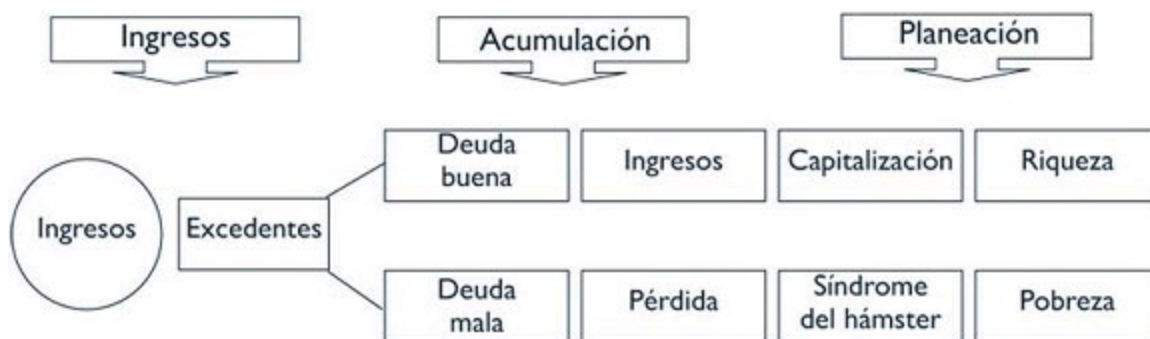 Ingresos
Acumulación
Planeación
Ingresos
Excedentes
Deuda
buena
Ingresos
Capitalización
Riqueza
Deuda
mala
Pérdida
Síndrome
del hámster
Pobreza